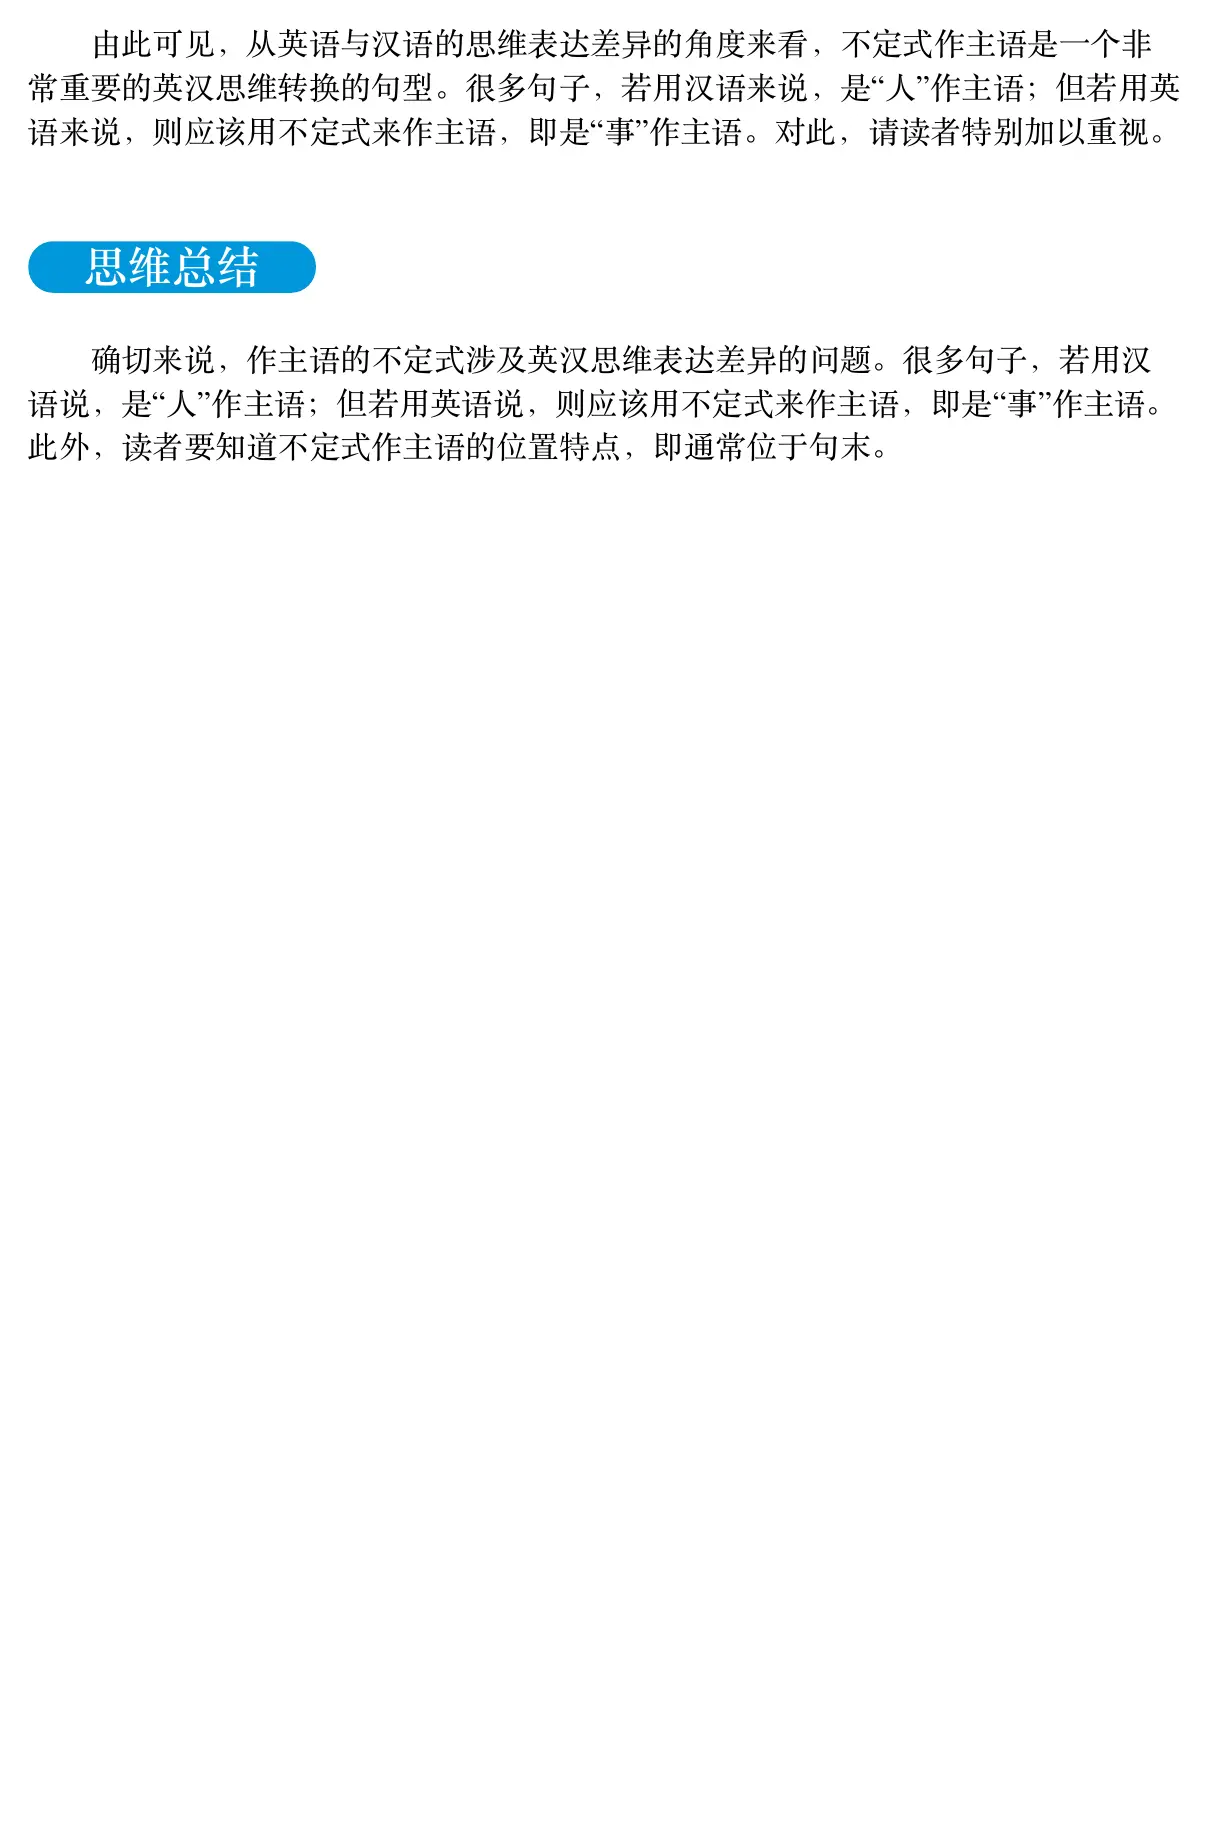 由此可见，从英语与汉语的思维表达差异的角度来看，不定式作主语是一个非
常重要的英汉思维转换的句型。很多句子，若用汉语来说，是“人”作主语；但若用英
语来说，则应该用不定式来作主语，即是“事”作主语。对此，请读者特别加以重视。
思维总结
确切来说，作主语的不定式涉及英汉思维表达差异的问题。很多句子，若用汉
语说，是“人”作主语；但若用英语说，则应该用不定式来作主语，即是“事”作主语。
此外，读者要知道不定式作主语的位置特点，即通常位于句末。